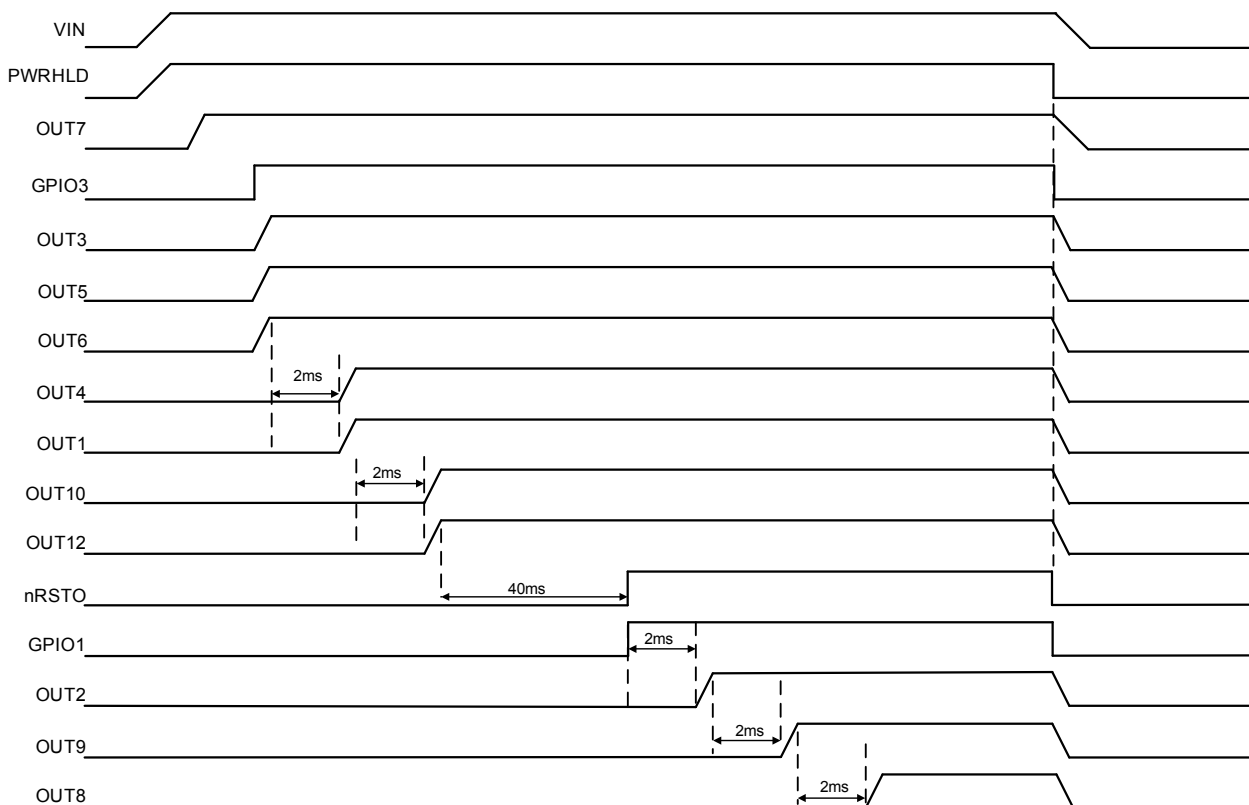 VIN
PWRHLD
OUT7
GPIO3
OUT3
OUT5
OUT6
2ms
OUT4
OUT1
2ms
OUT10
OUT12
40ms
nRSTO
2ms
GPIO1
OUT2
2ms
OUT9
2ms
OUT8